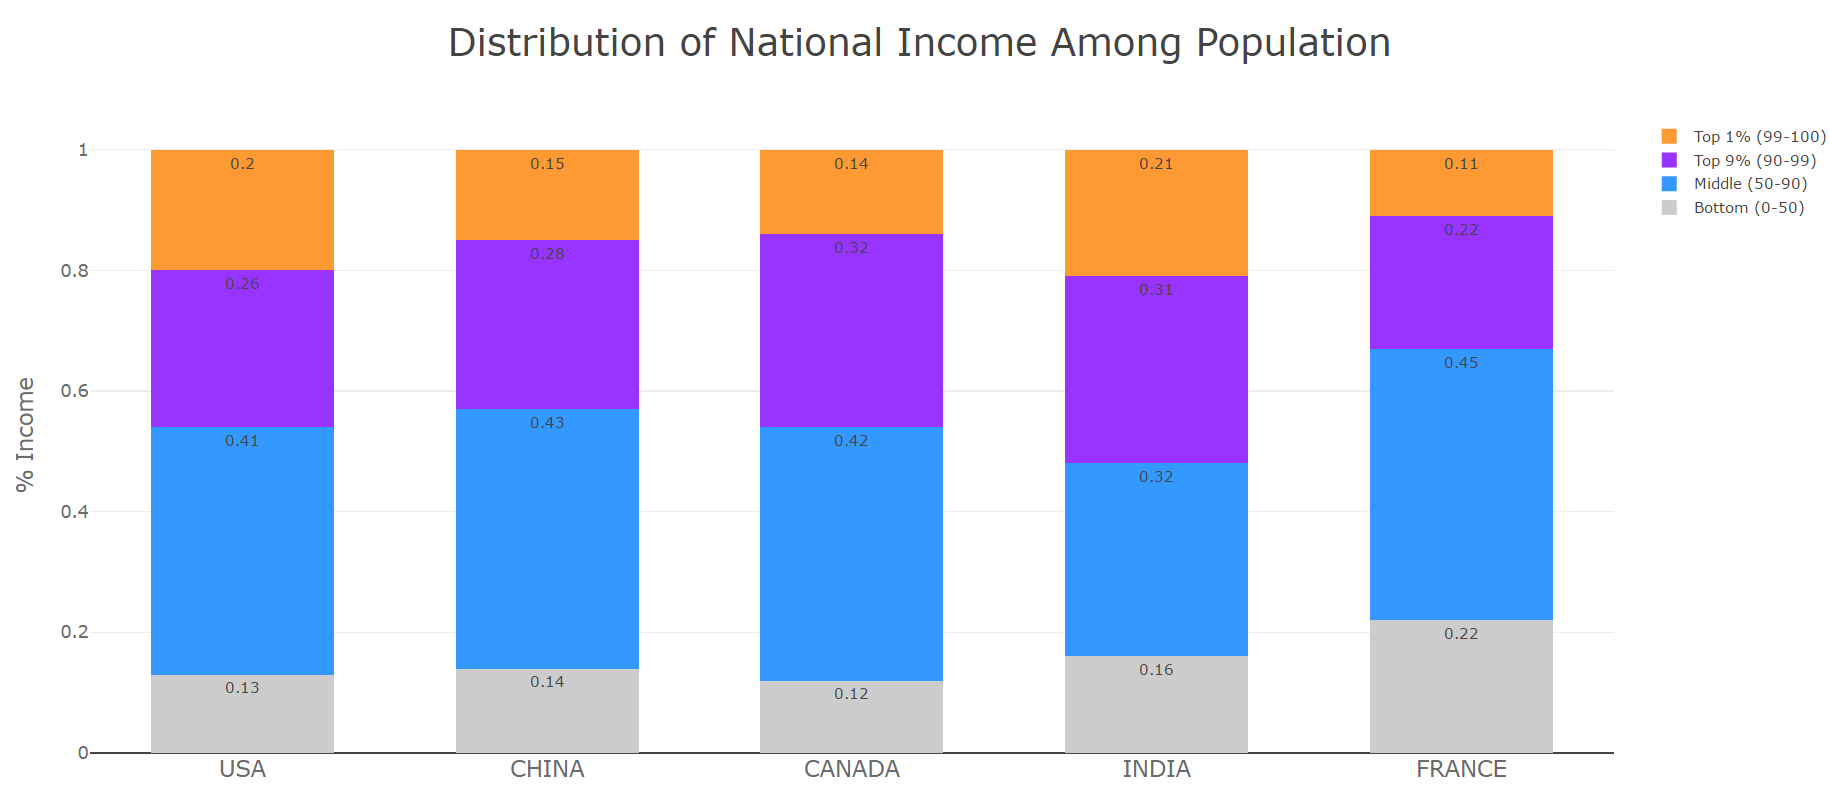 Distribution of National Income Among Population
Top 1% (99-100)
Top 9% (90-99)
Middle (50-90)
Bottom (0-50)
% Income
1
0.8
0.6
0.4
0.2
0
0.2
0.15
0.14
0.21
0.11
0.26
0.28
0.32
0.31
0.22
0.41
0.43
0.42
0.32
0.45
0.13
0.14
0.12
0.16
0.22
USA
CHINA
CANADA
INDIA
FRANCE